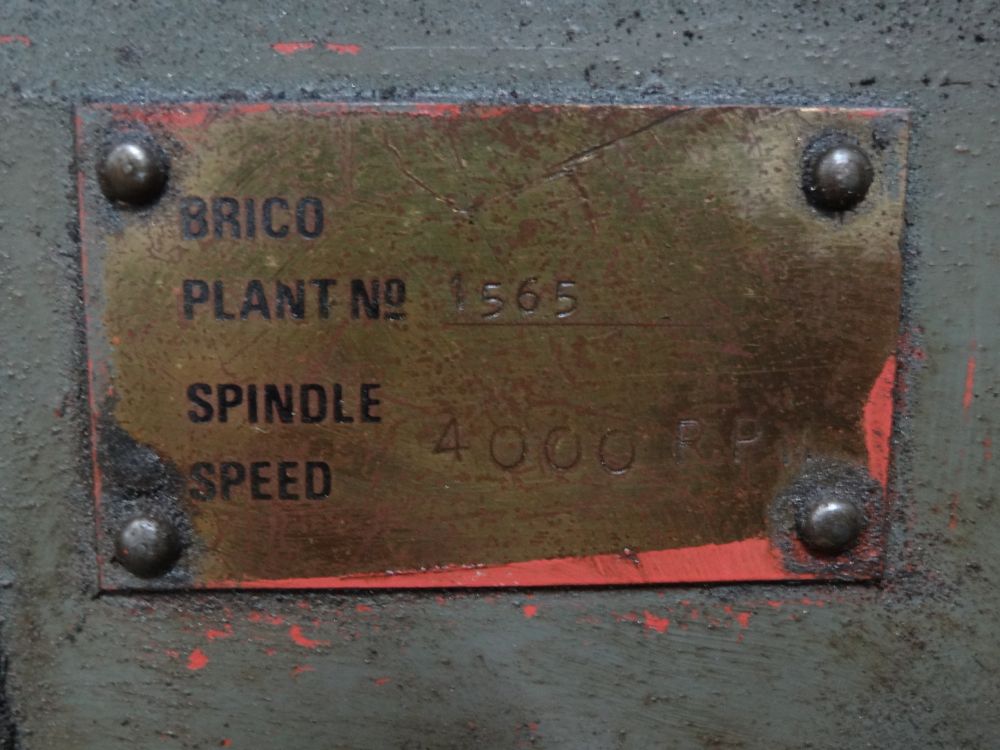 BRICO
PLANT Nº 1565
SPINDLE
SPEED 4000 R.P.M.